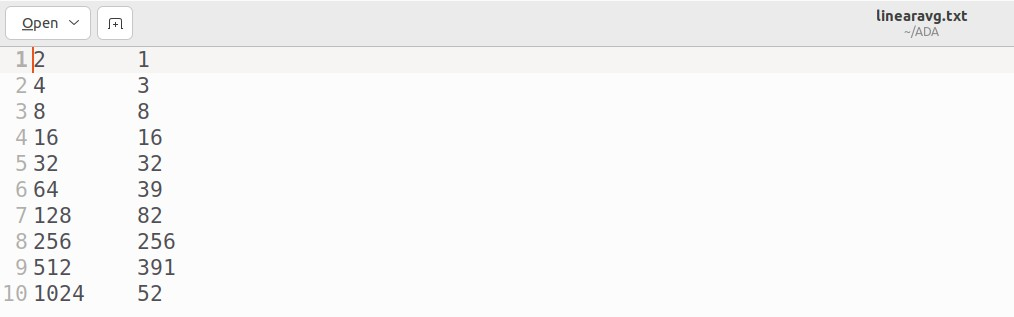 Open
linearavg.txt
~/ADA
1 2 1
2 4 3
3 8 8
4 16 16
5 32 32
6 64 39
7 128 82
8 256 256
9 512 391
10 1024 52